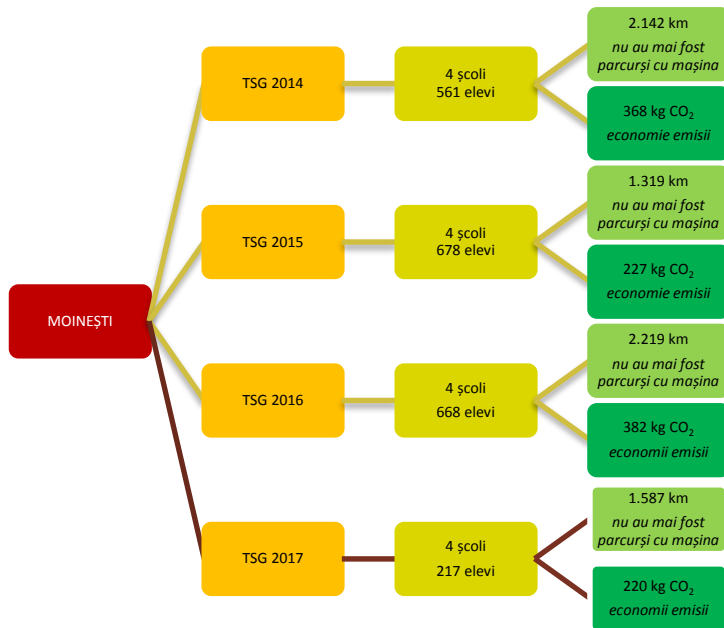 MOINEȘTI
TSG 2014
4 școli
561 elevi
2.142 km
nu au mai fost
parcurși cu mașina
368 kg CO₂
economie emisii
TSG 2015
4 școli
678 elevi
1.319 km
nu au mai fost
parcurși cu mașina
227 kg CO₂
economie emisii
TSG 2016
4 școli
668 elevi
2.219 km
nu au mai fost
parcurși cu mașina
382 kg CO₂
economii emisii
TSG 2017
4 școli
217 elevi
1.587 km
nu au mai fost
parcurși cu mașina
220 kg CO₂
economii emisii